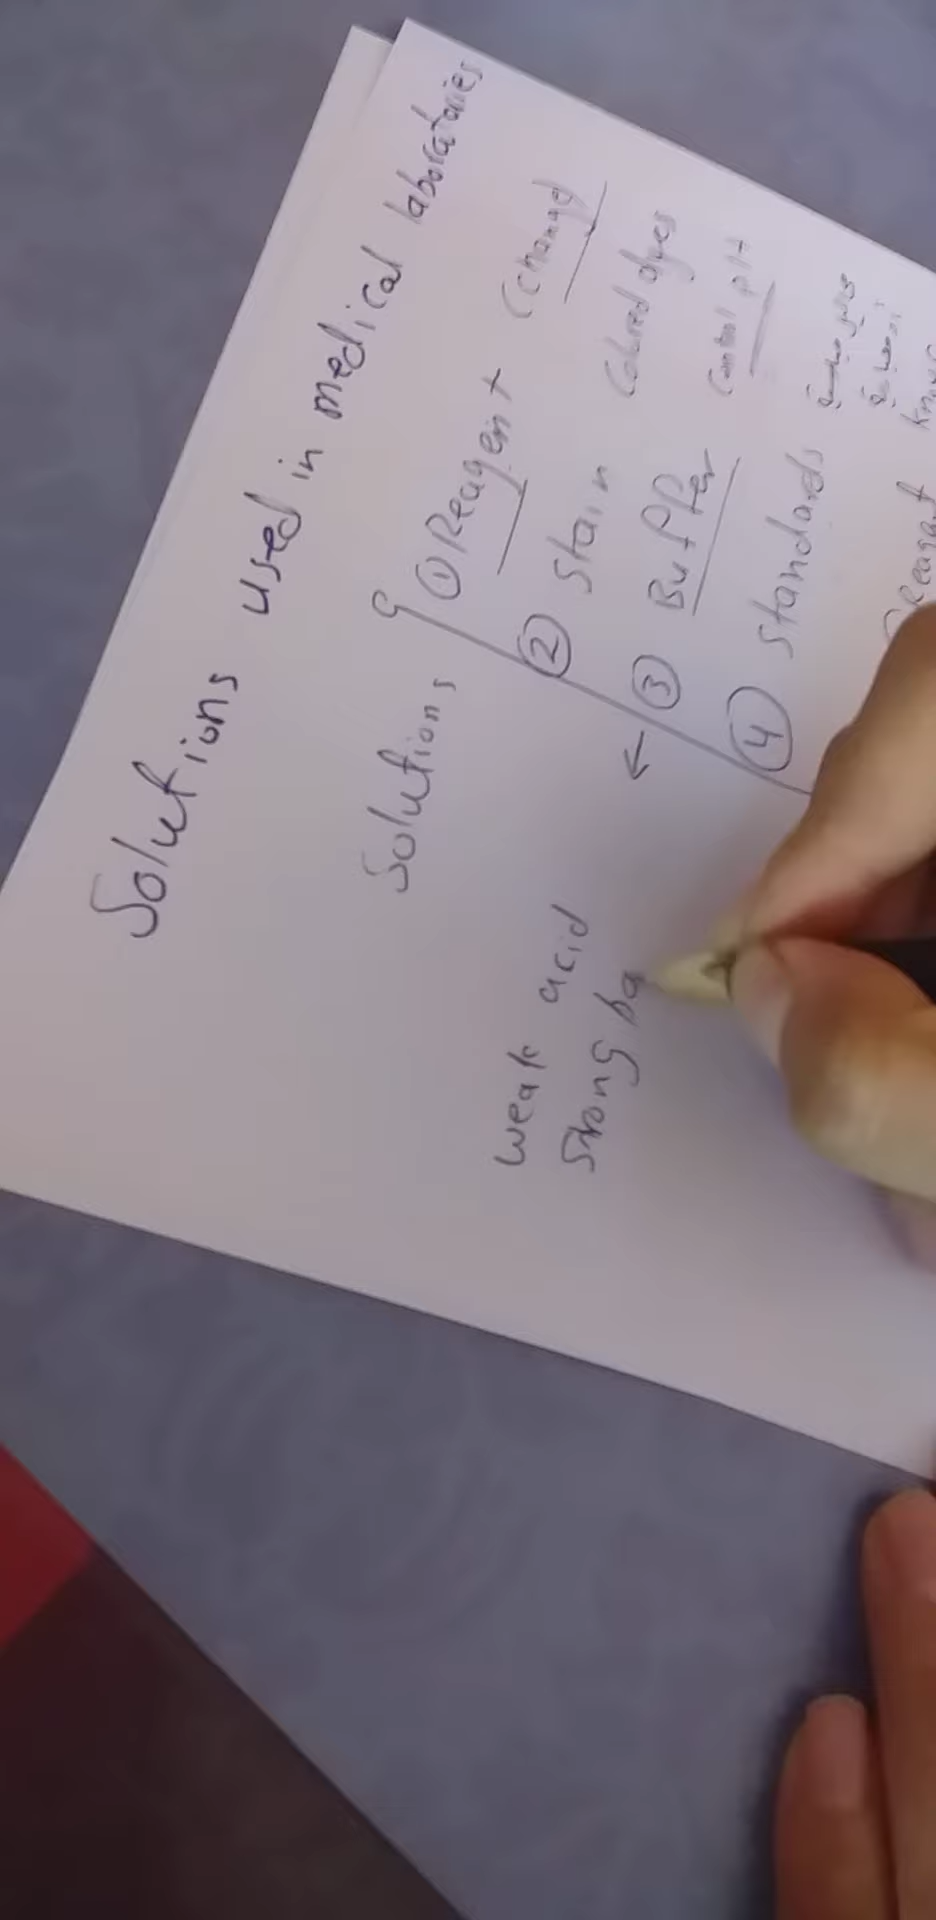 Solutions used in medical laboratories
Solutions
① Reagent (change)
② Stain Colored dyes
③ Buffer Control pH
④ Standards
Reagent
weak acid
strong ba